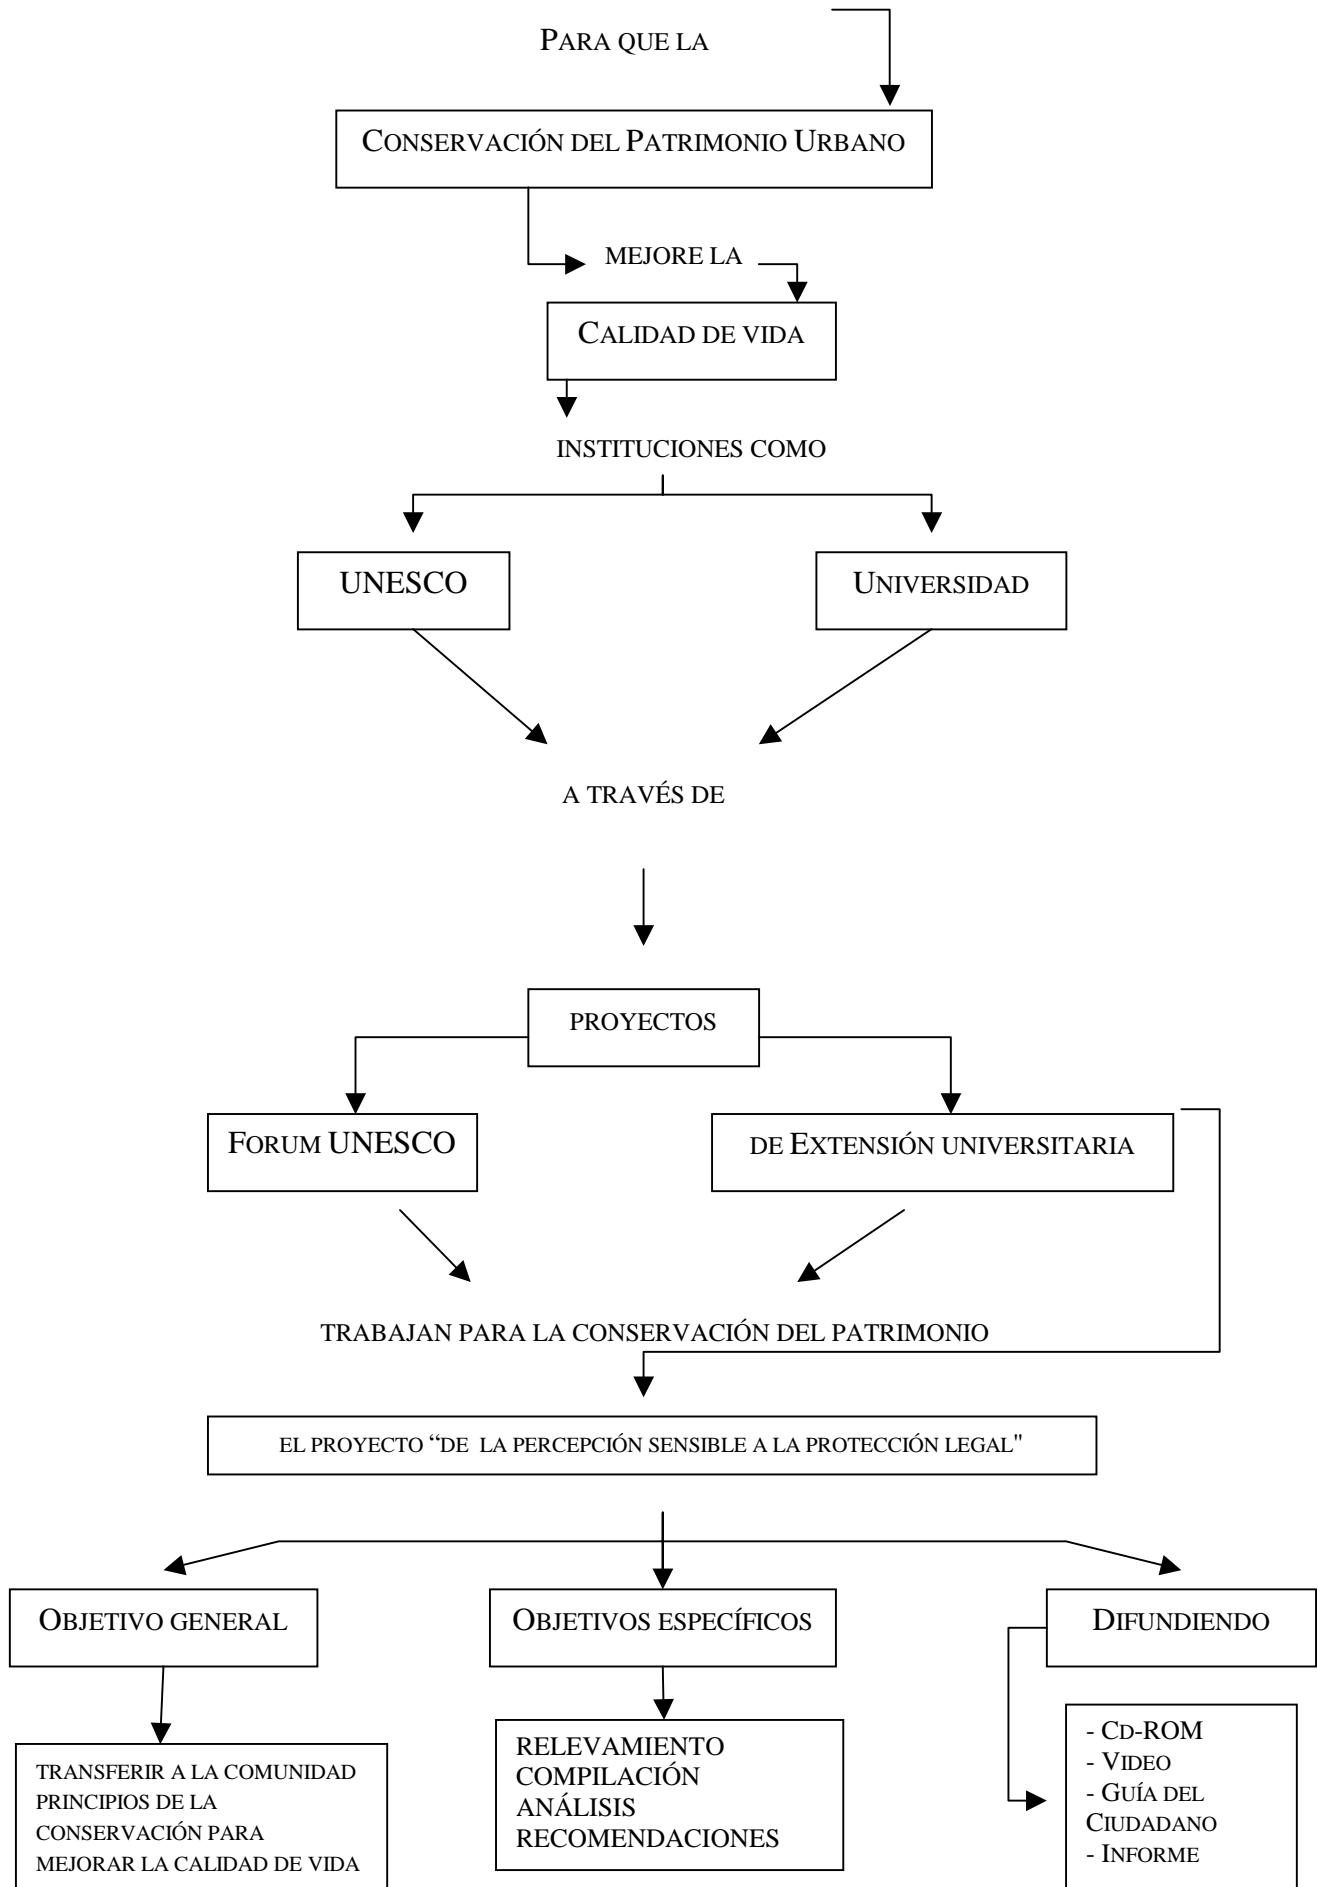 PARA QUE LA
CONSERVACIÓN DEL PATRIMONIO URBANO
MEJORE LA
CALIDAD DE VIDA
INSTITUCIONES COMO
UNESCO
UNIVERSIDAD
A TRAVÉS DE
PROYECTOS
FORUM UNESCO
DE EXTENSIÓN UNIVERSITARIA
TRABAJAN PARA LA CONSERVACIÓN DEL PATRIMONIO
EL PROYECTO “DE LA PERCEPCIÓN SENSIBLE A LA PROTECCIÓN LEGAL"
OBJETIVO GENERAL
TRANSFERIR A LA COMUNIDAD
PRINCIPIOS DE LA
CONSERVACIÓN PARA
MEJORAR LA CALIDAD DE VIDA
OBJETIVOS ESPECÍFICOS
RELEVAMIENTO
COMPILACIÓN
ANÁLISIS
RECOMENDACIONES
DIFUNDIENDO
- CD-ROM
- VIDEO
- GUÍA DEL
CIUDADANO
- INFORME